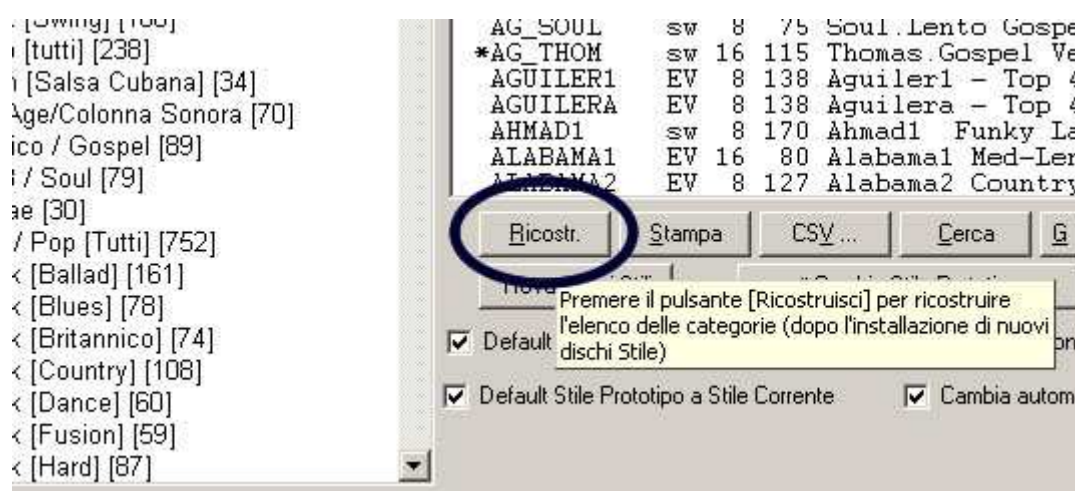 [Swing]
[tutti] [238]
[Salsa Cubana] [34]
Age/Colonna Sonora [70]
ico / Gospel [89]
/ Soul [79]
ae [30]
/ Pop [Tutti] [752]
[Ballad] [161]
[Blues] [78]
[Britannico] [74]
[Country] [108]
[Dance] [60]
[Fusion] [59]
[Hard] [87]
AG_SOUL sw 8 75 Soul.Lento Gospe
*AG_THOM sw 16 115 Thomas.Gospel Ve
AGUILER1 EV 8 138 Aguiler1 - Top 4
AGUILERA EV 8 138 Aguilera - Top 4
AHMAD1 sw 8 170 Ahmad1 Funky La
ALABAMA1 EV 16 80 Alabama1 Med-Len
ALABAMA2 EV 8 127 Alabama2 Country
Ricostr. Stampa CSV ... Cerca G
Premere il pulsante [Ricostruisci] per ricostruire
l'elenco delle categorie (dopo l'installazione di nuovi
dischi Stile)
Default
Default Stile Prototipo a Stile Corrente Cambia autom